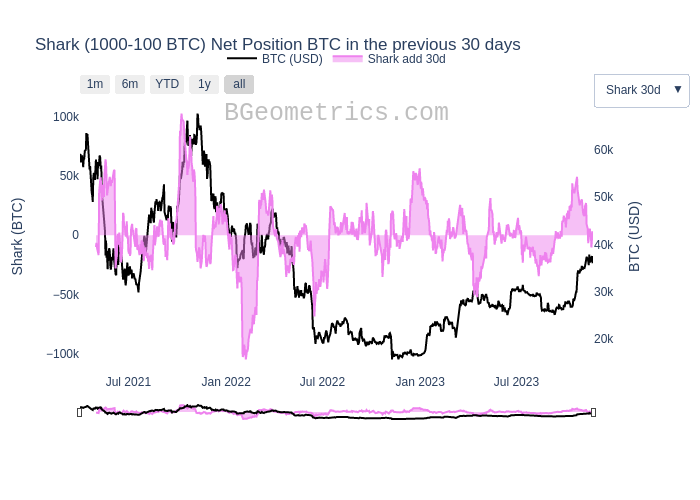 Shark (1000-100 BTC) Net Position BTC in the previous 30 days
BTC (USD) Shark add 30d
1m 6m YTD 1y all
Shark 30d ▼
BGeometrics.com
100k
50k
0
−50k
−100k
Shark (BTC)
60k
50k
40k
30k
20k
BTC (USD)
Jul 2021 Jan 2022 Jul 2022 Jan 2023 Jul 2023